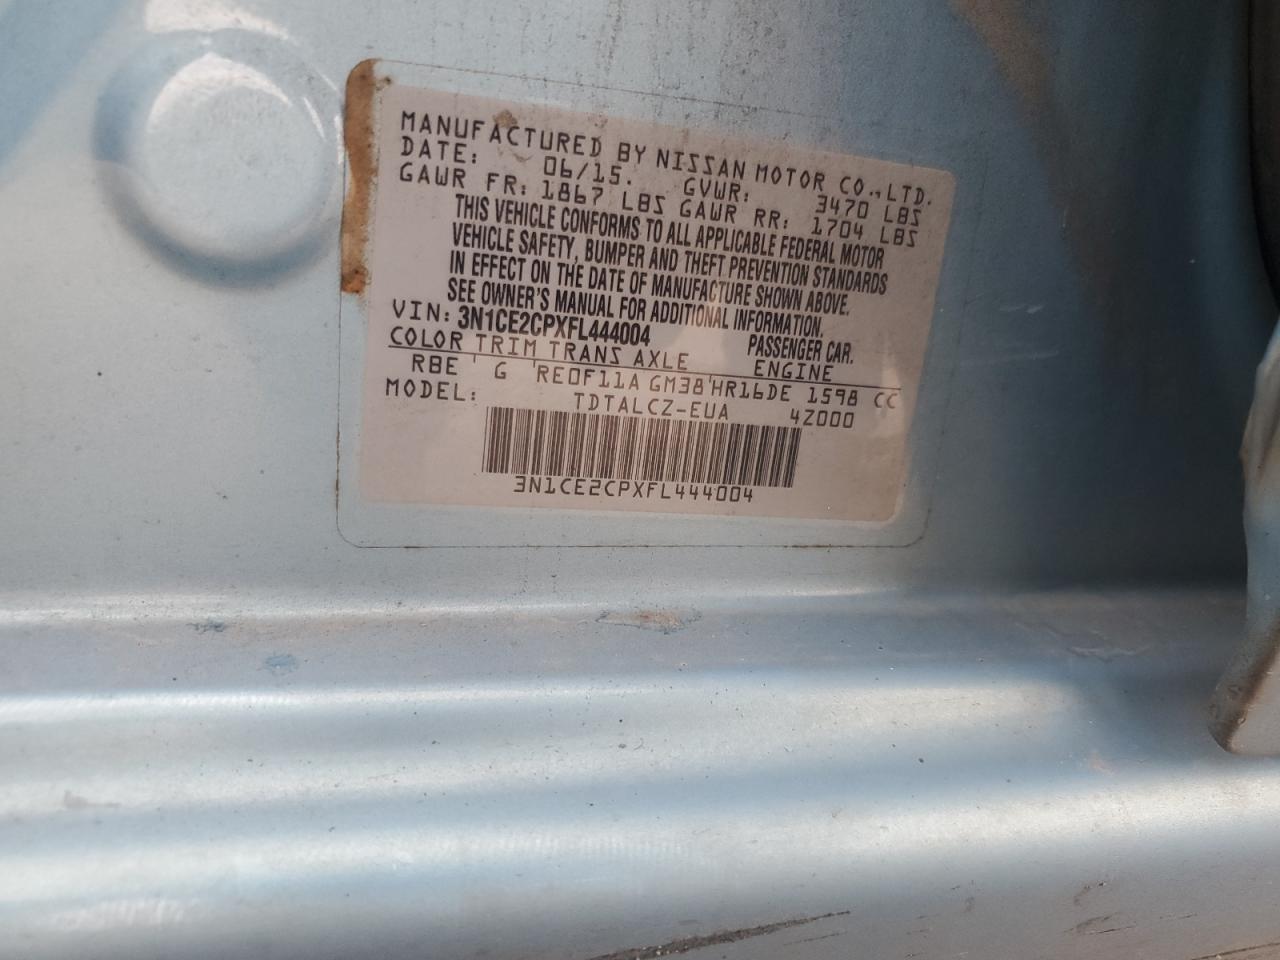 MANUFACTURED BY NISSAN MOTOR CO., LTD.
DATE: 06/15. GVWR: 3470 LBS
GAWR FR: 1867 LBS GAWR RR: 1704 LBS
THIS VEHICLE CONFORMS TO ALL APPLICABLE FEDERAL MOTOR
VEHICLE SAFETY, BUMPER AND THEFT PREVENTION STANDARDS
IN EFFECT ON THE DATE OF MANUFACTURE SHOWN ABOVE.
SEE OWNER'S MANUAL FOR ADDITIONAL INFORMATION.
VIN: 3N1CE2CPXFL444004 PASSENGER CAR.
COLOR TRIM TRANS AXLE ENGINE
RBE G RE0F11A GM38 HR16DE 1598 CC
MODEL: TDTALCZ-EUA 42000
3N1CE2CPXFL444004